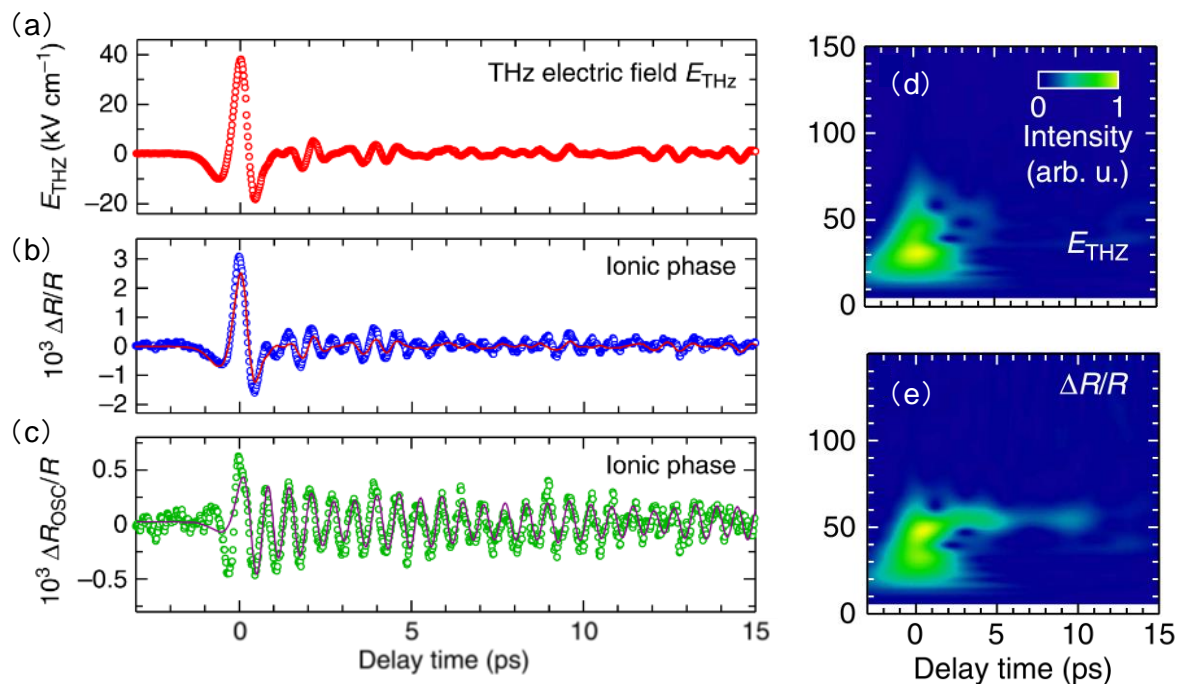 (a)
THz electric field E_THz
E_THZ (kV cm⁻¹)
40
20
0
−20
(b)
Ionic phase
10³ ΔR/R
3
2
1
0
−1
−2
(c)
Ionic phase
10³ ΔR_OSC/R
0.5
0
−0.5
0
5
10
15
Delay time (ps)
150
100
50
0
(d)
0
1
Intensity
(arb. u.)
E_THZ
(e)
ΔR/R
100
50
0
0
5
10
15
Delay time (ps)